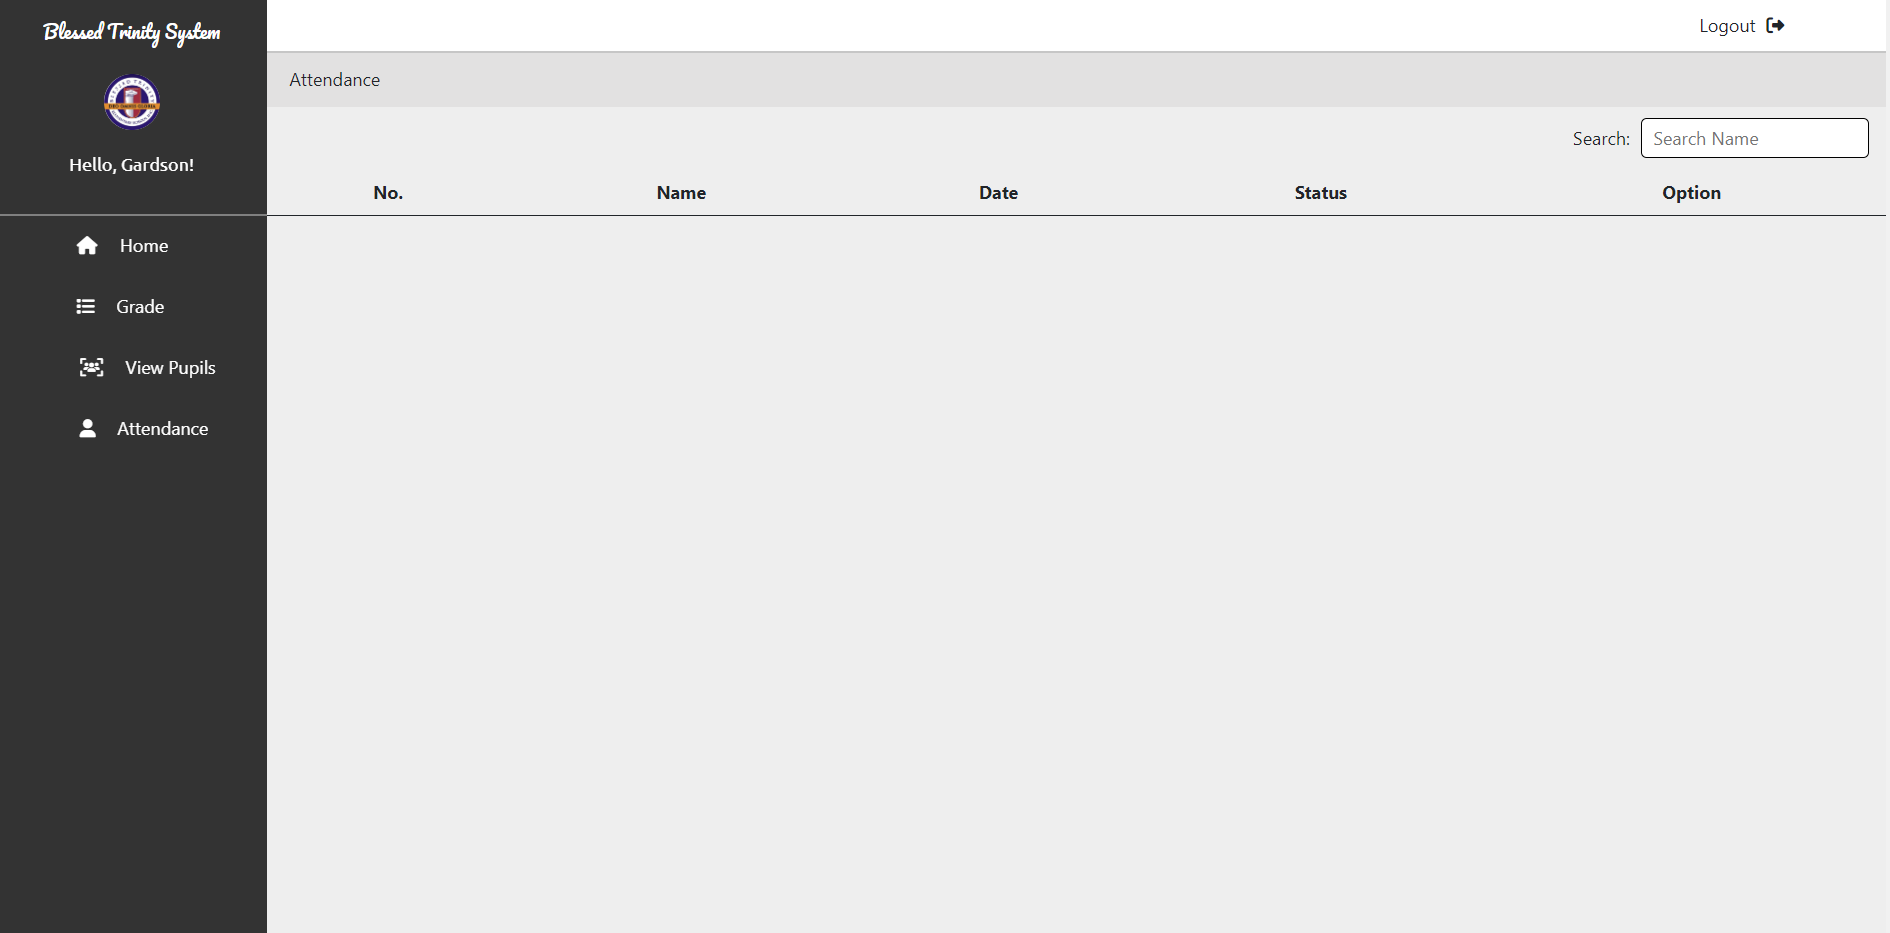 Blessed Trinity System
Hello, Gardson!
Home
Grade
View Pupils
Attendance
Logout
Attendance
Search: Search Name
No. Name Date Status Option